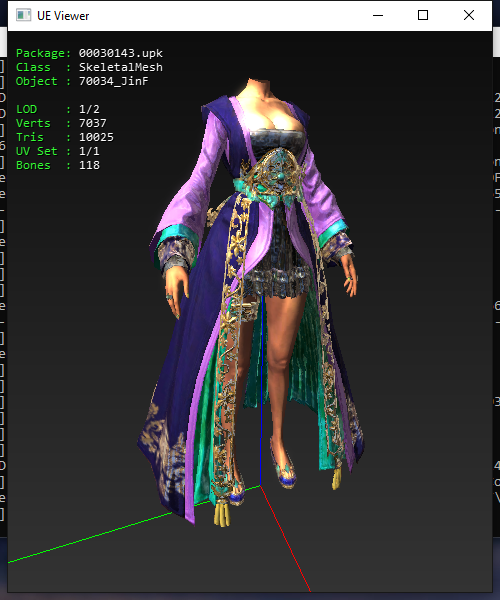 UE Viewer
Package: 00030143.upk
Class : SkeletalMesh
Object : 70034_JinF
LOD : 1/2
Verts : 7037
Tris : 10025
UV Set : 1/1
Bones : 118